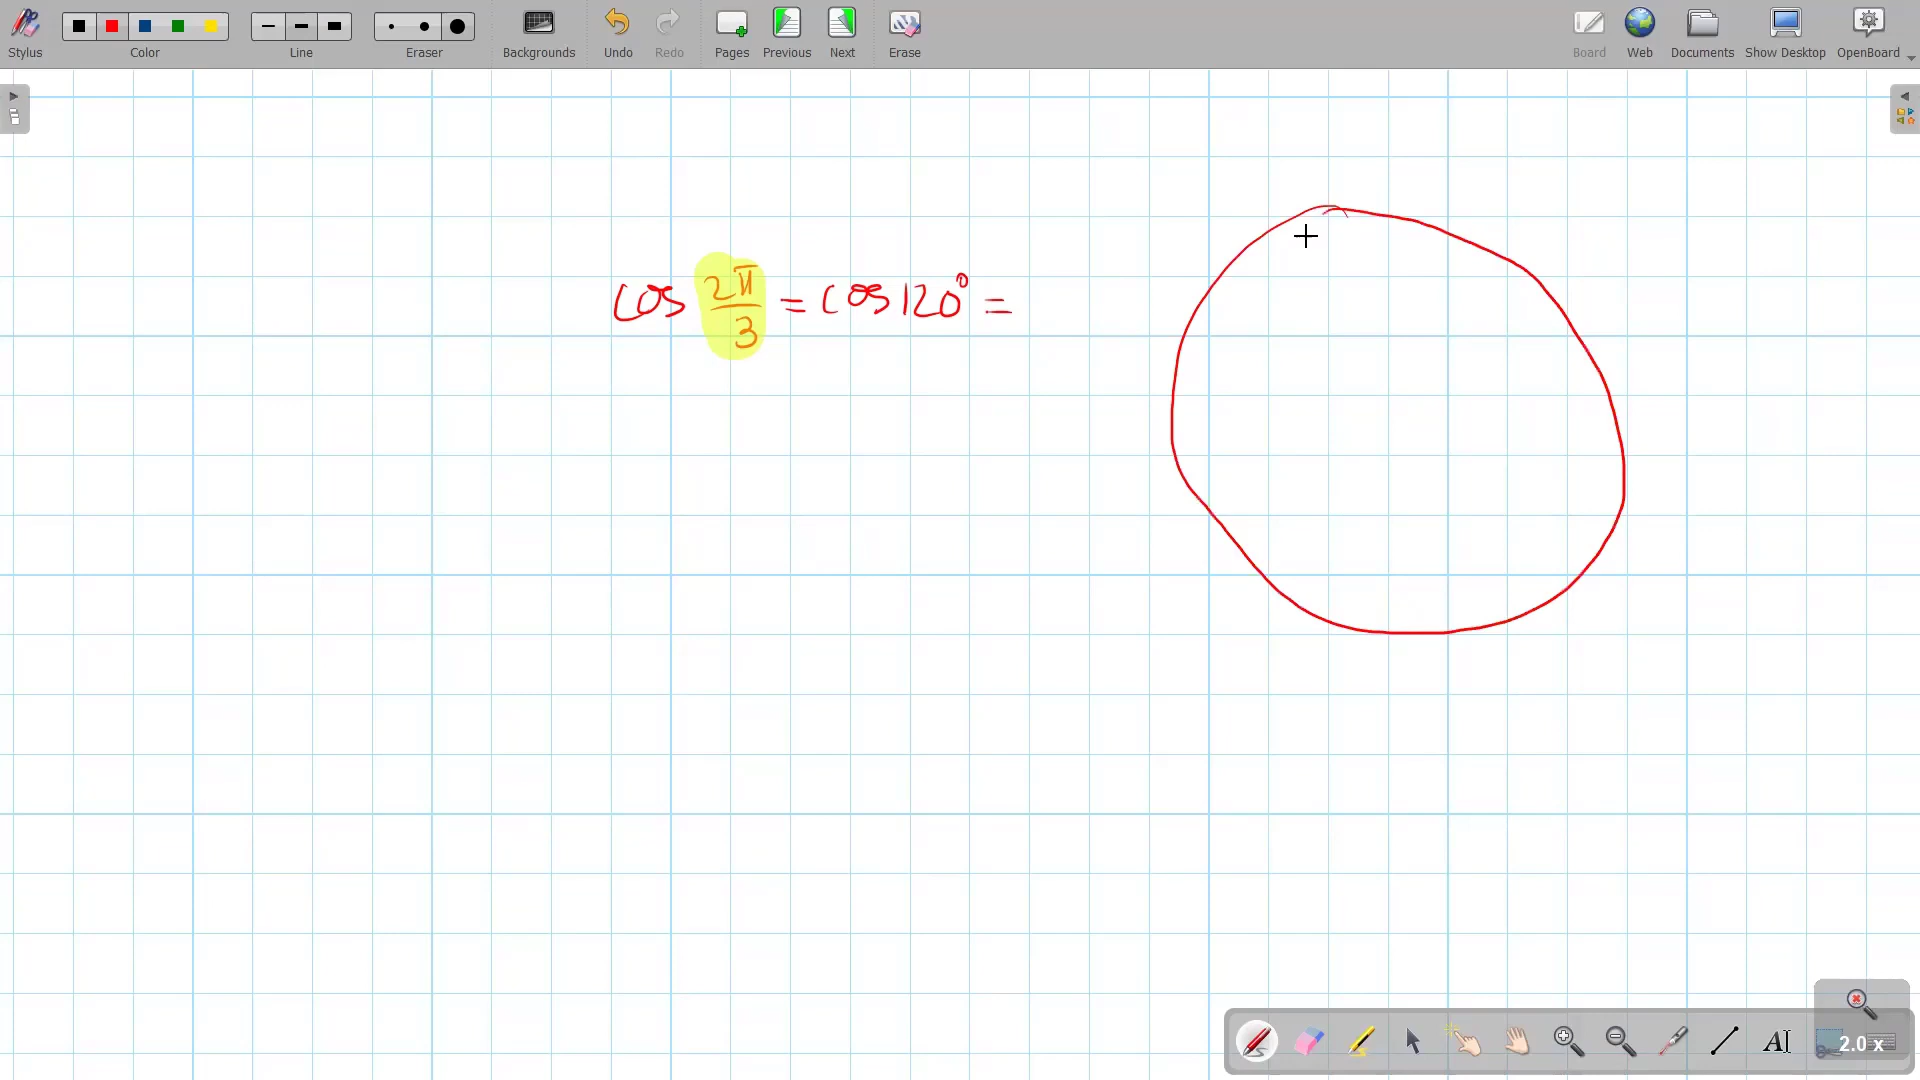 Stylus Color Line Eraser Backgrounds Undo Redo Pages Previous Next Erase Board Web Documents Show Desktop OpenBoard
cos 2π/3 = cos 120° =
2.0 x